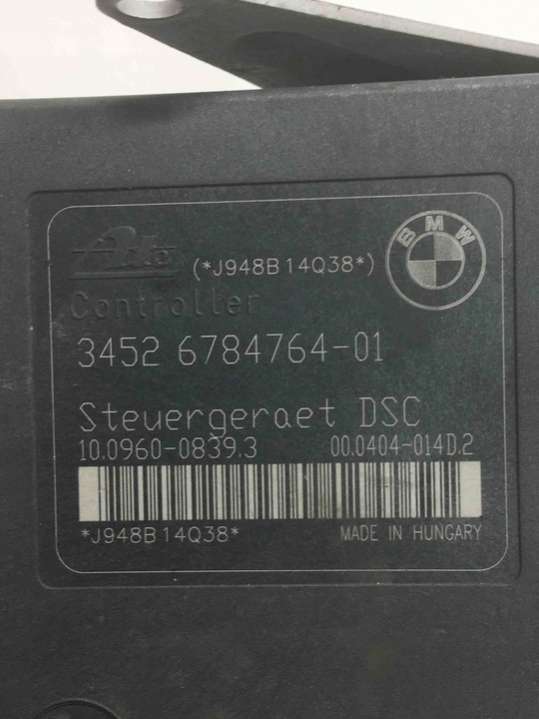 Ate (*J948B14Q38*) BMW
Controller
3452 6784764-01
Steuergeraet DSC
10.0960-0839.3 00.0404-014D.2
*J948B14Q38* MADE IN HUNGARY